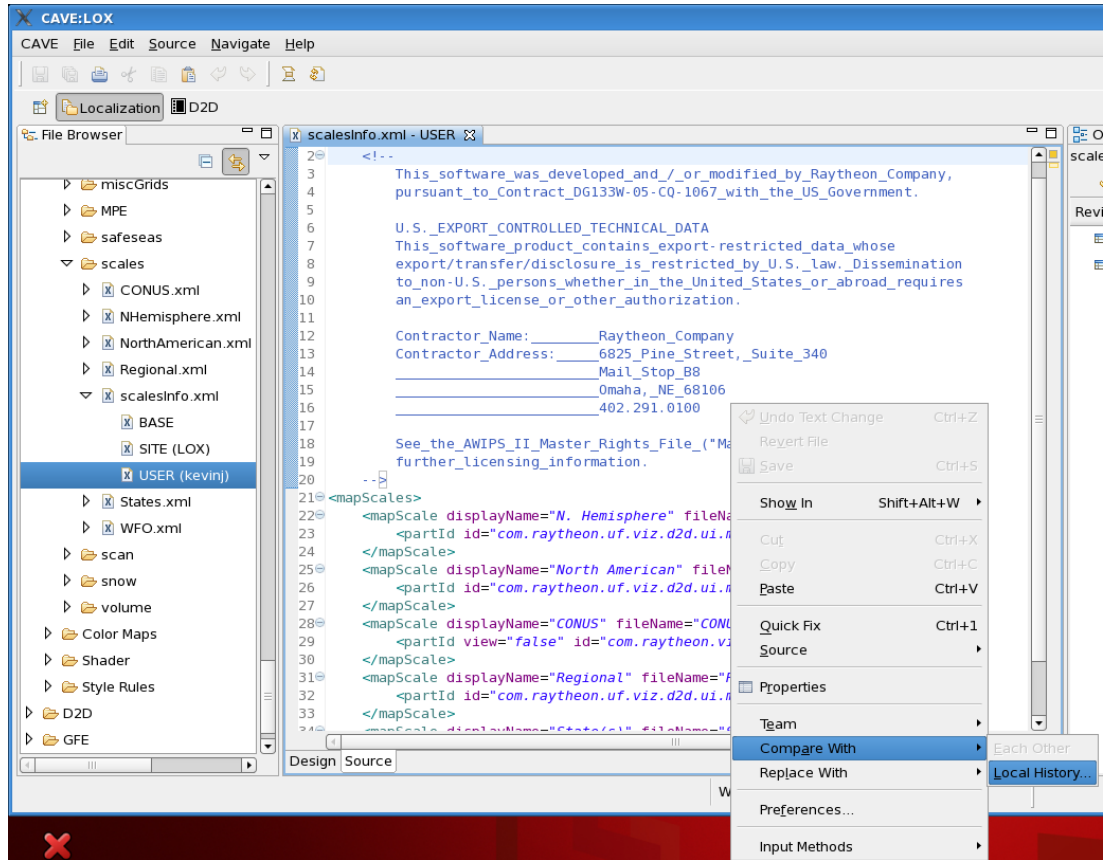 CAVE:LOX
CAVE File Edit Source Navigate Help
Localization D2D
File Browser
miscGrids
MPE
safeseas
scales
CONUS.xml
NHemisphere.xml
NorthAmerican.xml
Regional.xml
scalesInfo.xml
BASE
SITE (LOX)
USER (kevinj)
States.xml
WFO.xml
scan
snow
volume
Color Maps
Shader
Style Rules
D2D
GFE
scalesInfo.xml - USER
2 <!--
3 This_software_was_developed_and_/_or_modified_by_Raytheon_Company,
4 pursuant_to_Contract_DG133W-05-CQ-1067_with_the_US_Government.
5
6 U.S._EXPORT_CONTROLLED_TECHNICAL_DATA
7 This_software_product_contains_export-restricted_data_whose
8 export/transfer/disclosure_is_restricted_by_U.S._law._Dissemination
9 to_non-U.S._persons_whether_in_the_United_States_or_abroad_requires
10 an_export_license_or_other_authorization.
11
12 Contractor_Name:________Raytheon_Company
13 Contractor_Address:_____6825_Pine_Street,_Suite_340
14 ________________________Mail_Stop_B8
15 ________________________Omaha,_NE_68106
16 ________________________402.291.0100
17
18 See_the_AWIPS_II_Master_Rights_File_("Ma
19 further_licensing_information.
20 -->
21 <mapScales>
22 <mapScale displayName="N. Hemisphere" fileNa
23 <partId id="com.raytheon.uf.viz.d2d.ui.m
24 </mapScale>
25 <mapScale displayName="North American" fileN
26 <partId id="com.raytheon.uf.viz.d2d.ui.m
27 </mapScale>
28 <mapScale displayName="CONUS" fileName="CONU
29 <partId view="false" id="com.raytheon.vi
30 </mapScale>
31 <mapScale displayName="Regional" fileName="R
32 <partId id="com.raytheon.uf.viz.d2d.ui.m
33 </mapScale>
34 <mapScale displayName="State(s)" fileName="S
Design Source
W
O
scale
Revi
Undo Text Change Ctrl+Z
Revert File
Save Ctrl+S
Show In Shift+Alt+W
Cut Ctrl+X
Copy Ctrl+C
Paste Ctrl+V
Quick Fix Ctrl+1
Source
Properties
Team
Compare With
Replace With
Preferences...
Input Methods
Each Other
Local History...